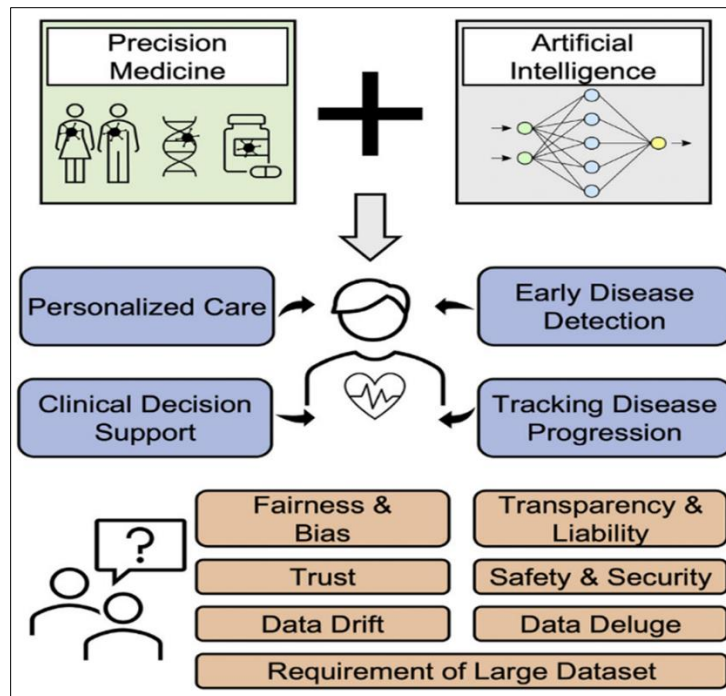 Precision
Medicine
Artificial
Intelligence
Personalized Care
Early Disease
Detection
Clinical Decision
Support
Tracking Disease
Progression
?
Fairness &
Bias
Transparency &
Liability
Trust
Safety & Security
Data Drift
Data Deluge
Requirement of Large Dataset